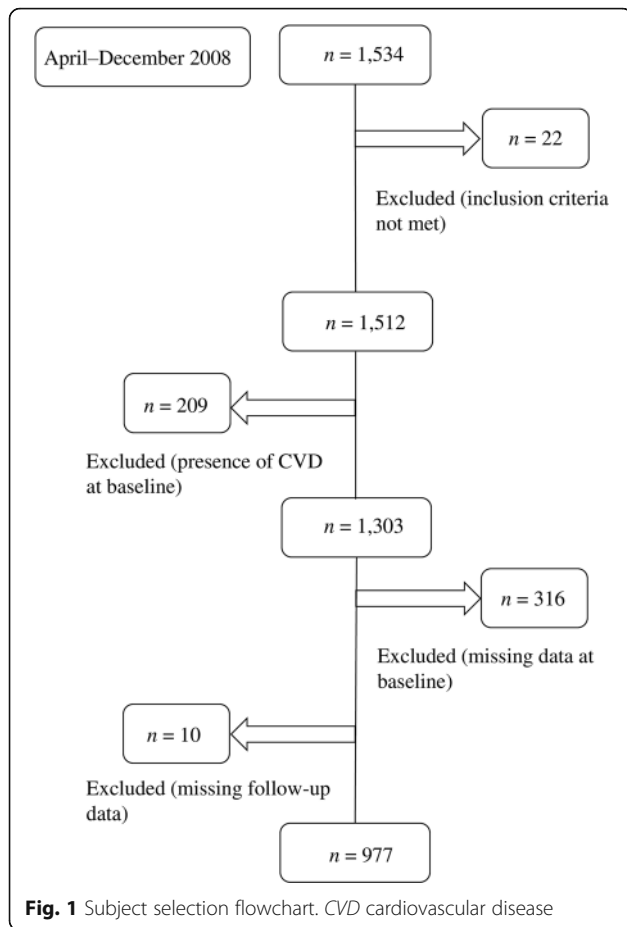 April–December 2008
n = 1,534
n = 22
Excluded (inclusion criteria
not met)
n = 1,512
n = 209
Excluded (presence of CVD
at baseline)
n = 1,303
n = 316
Excluded (missing data at
baseline)
n = 10
Excluded (missing follow-up
data)
n = 977
Fig. 1 Subject selection flowchart. CVD cardiovascular disease